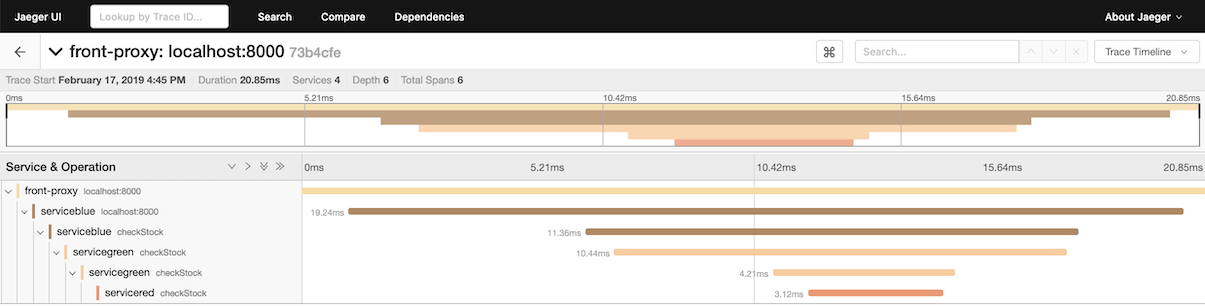 Jaeger UI Lookup by Trace ID... Search Compare Dependencies About Jaeger
front-proxy: localhost:8000 73b4cfe ⌘ Search... Trace Timeline
Trace Start February 17, 2019 4:45 PM Duration 20.85ms Services 4 Depth 6 Total Spans 6
0ms 5.21ms 10.42ms 15.64ms 20.85ms
Service & Operation 0ms 5.21ms 10.42ms 15.64ms 20.85ms
front-proxy localhost:8000
serviceblue localhost:8000 19.24ms
serviceblue checkStock 11.36ms
servicegreen checkStock 10.44ms
servicegreen checkStock 4.21ms
servicered checkStock 3.12ms